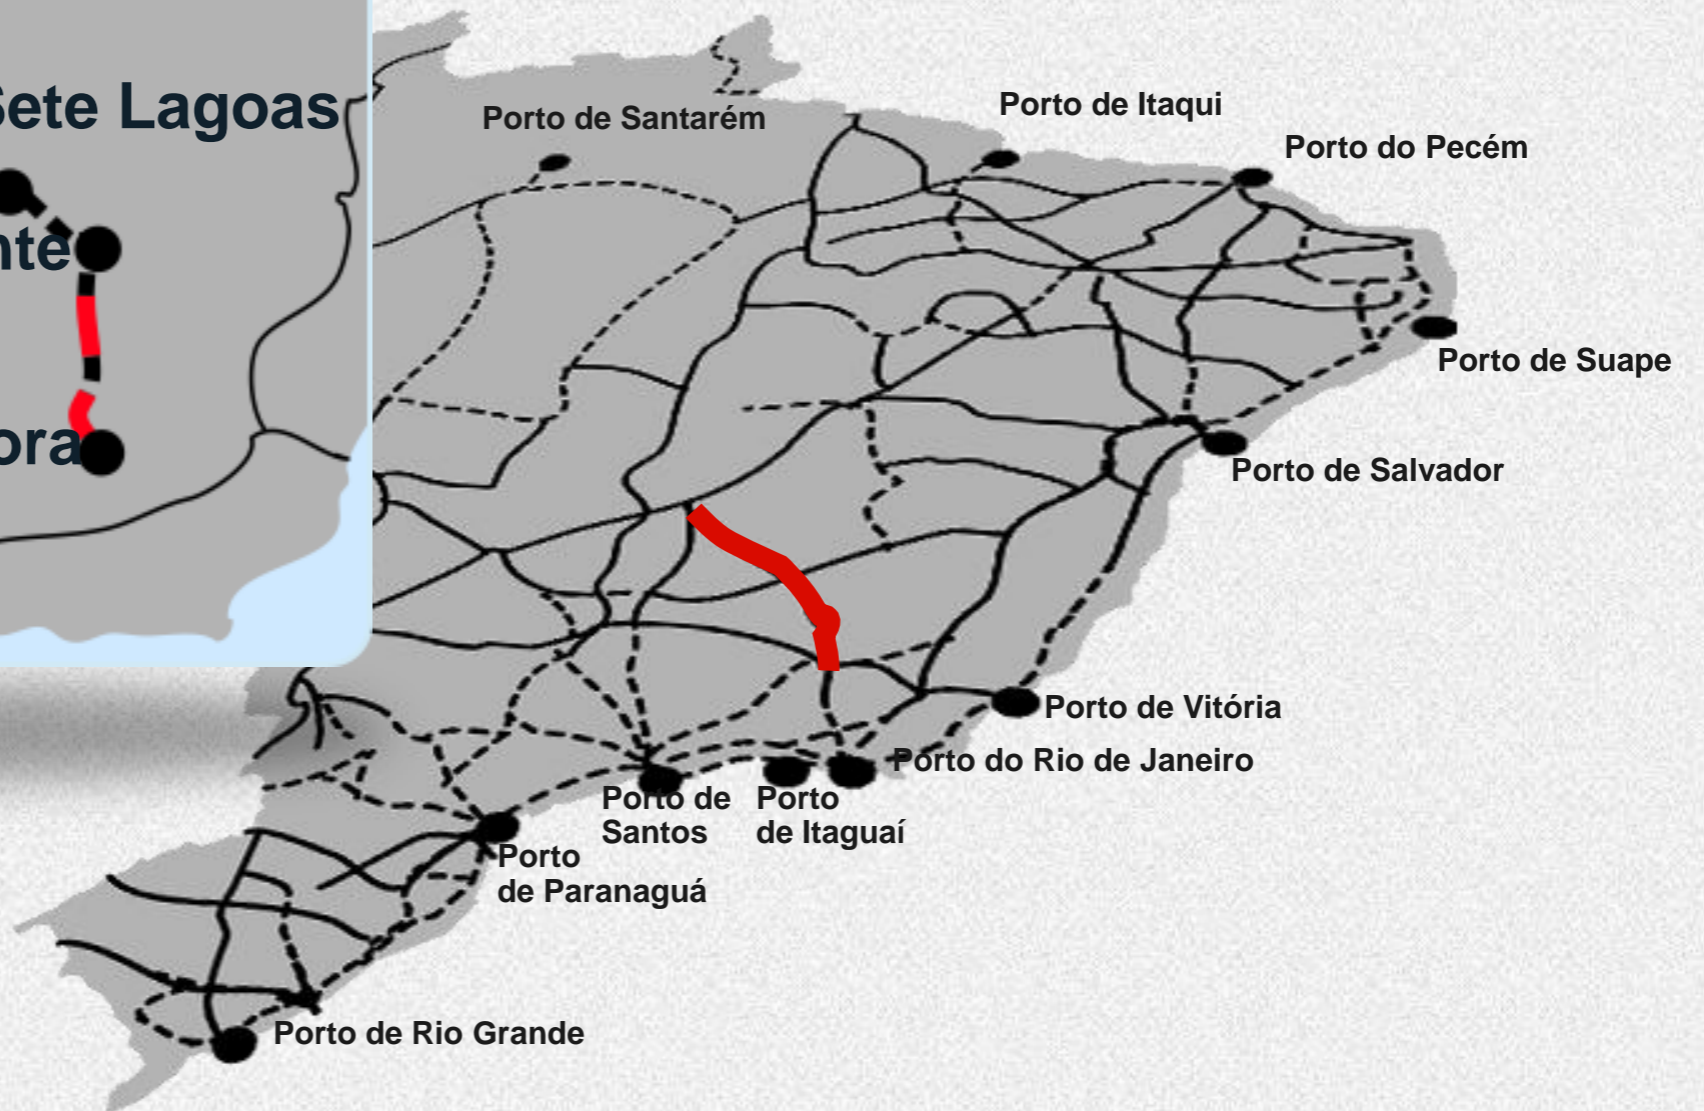 Sete Lagoas
nte
ora
Porto de Santarém
Porto de Itaqui
Porto do Pecém
Porto de Suape
Porto de Salvador
Porto de Vitória
Porto do Rio de Janeiro
Porto de
Santos
Porto
de Itaguaí
Porto
de Paranaguá
Porto de Rio Grande